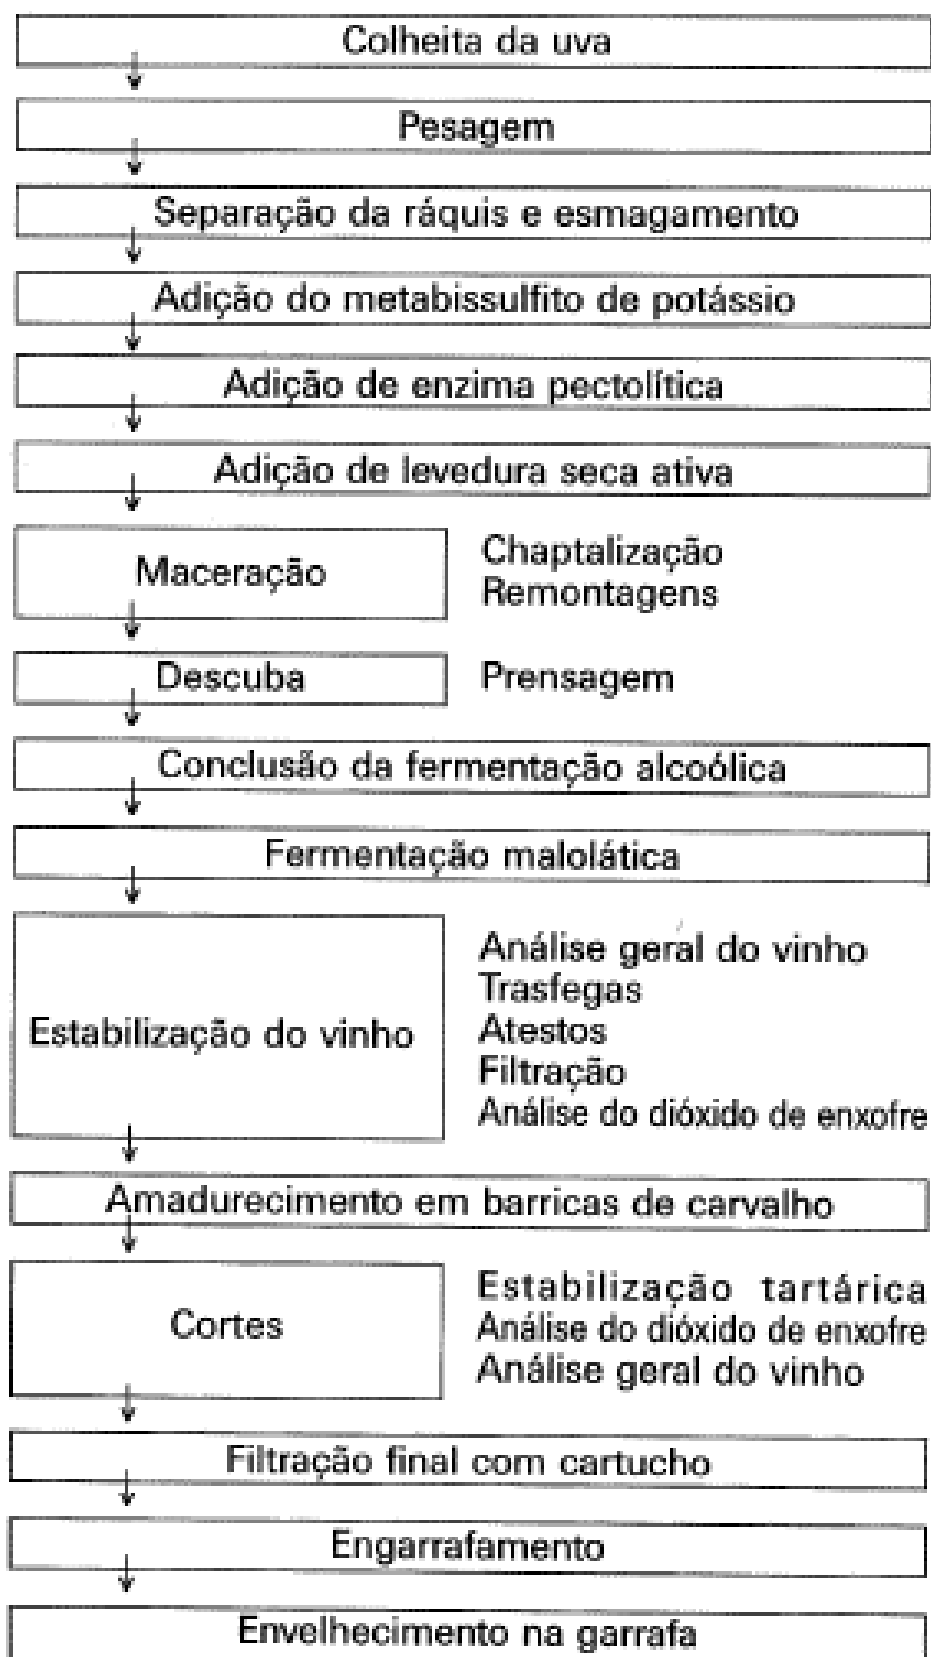 Colheita da uva
Pesagem
Separação da ráquis e esmagamento
Adição do metabissulfito de potássio
Adição de enzima pectolítica
Adição de levedura seca ativa
Maceração
Chaptalização
Remontagens
Descuba
Prensagem
Conclusão da fermentação alcoólica
Fermentação malolática
Estabilização do vinho
Análise geral do vinho
Trasfegas
Atestos
Filtração
Análise do dióxido de enxofre
Amadurecimento em barricas de carvalho
Cortes
Estabilização tartárica
Análise do dióxido de enxofre
Análise geral do vinho
Filtração final com cartucho
Engarrafamento
Envelhecimento na garrafa